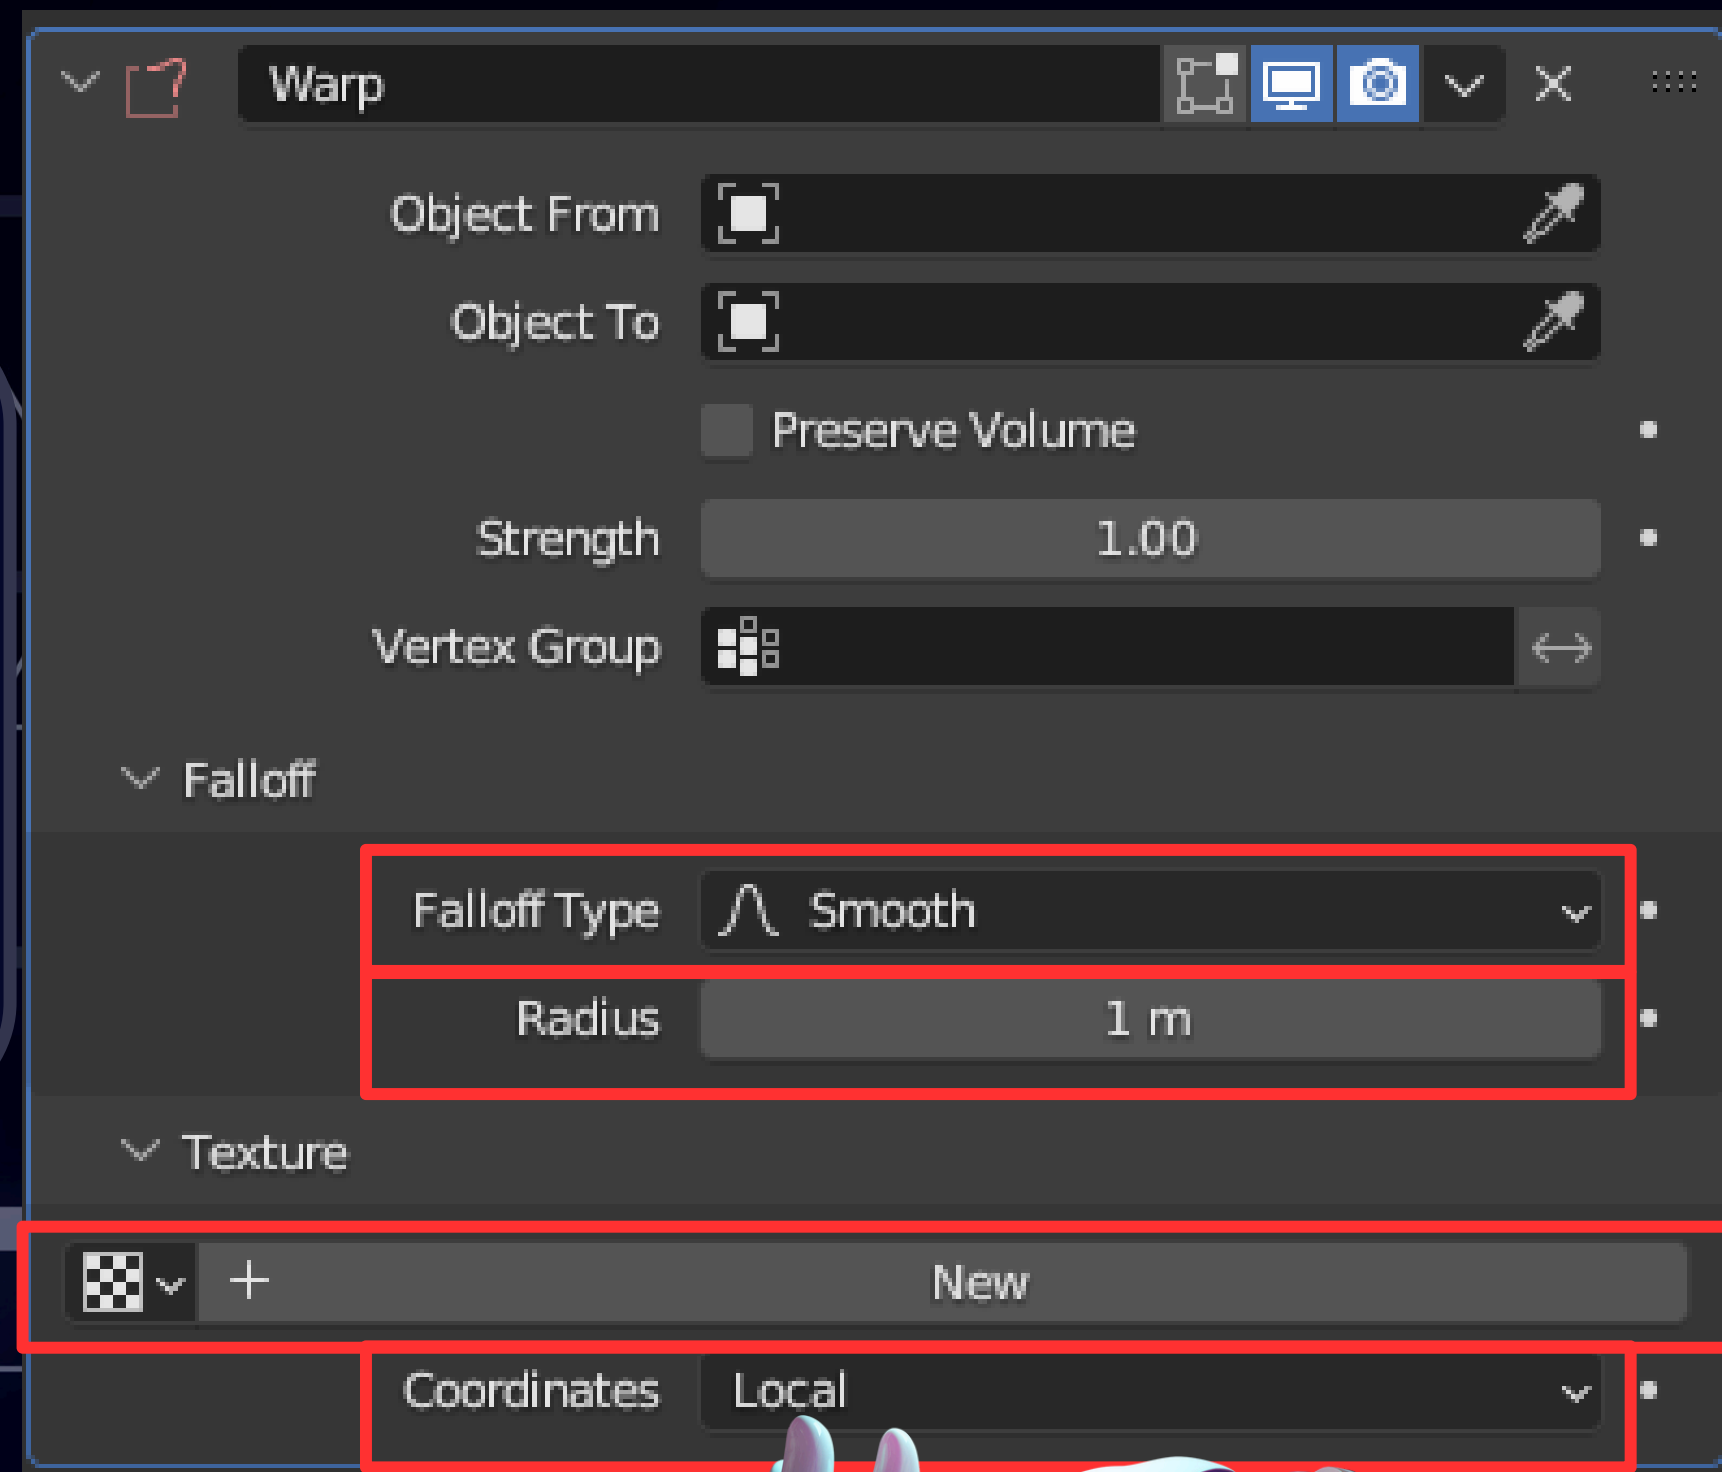 Warp
Object From
Object To
Preserve Volume
Strength 1.00
Vertex Group
Falloff
Falloff Type Smooth
Radius 1 m
Texture
+ New
Coordinates Local